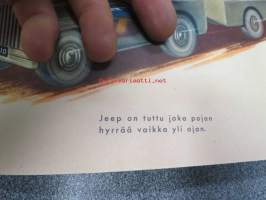 Jeep on tuttu joka pojan
hyrrää vaikka yli ojan.